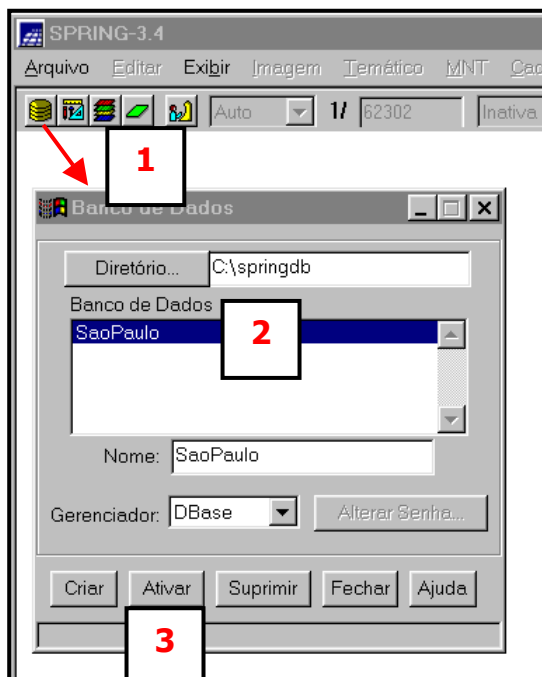 SPRING-3.4
Arquivo Editar Exibir Imagem Temático MNT Cad
Auto 1/ 62302 Inativa
1
Banco de Dados
Diretório... C:\springdb
Banco de Dados
SaoPaulo
2
Nome: SaoPaulo
Gerenciador: DBase Alterar Senha...
Criar Ativar Suprimir Fechar Ajuda
3